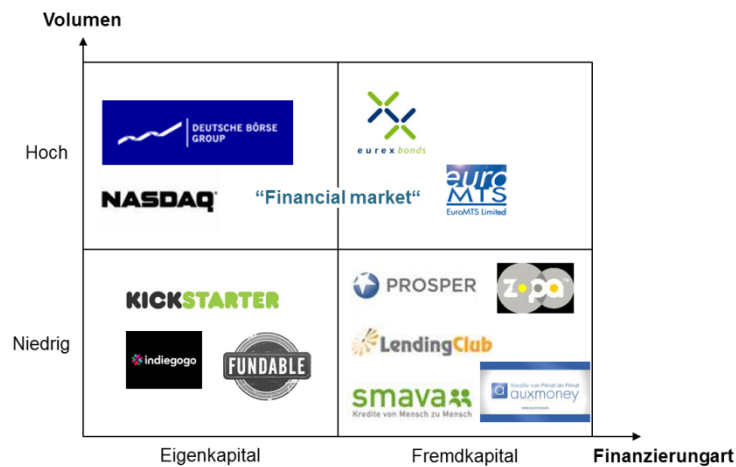 Volumen
Hoch
DEUTSCHE BÖRSE
GROUP
NASDAQ
eurex bonds
euro
MTS
EuroMTS Limited
“Financial market“
Niedrig
KICKSTARTER
indiegogo
FUNDABLE
PROSPER
zopa
LendingClub
smava
Kredite von Mensch zu Mensch
Kredite von Privat an Privat
auxmoney
Eigenkapital
Fremdkapital
Finanzierungart